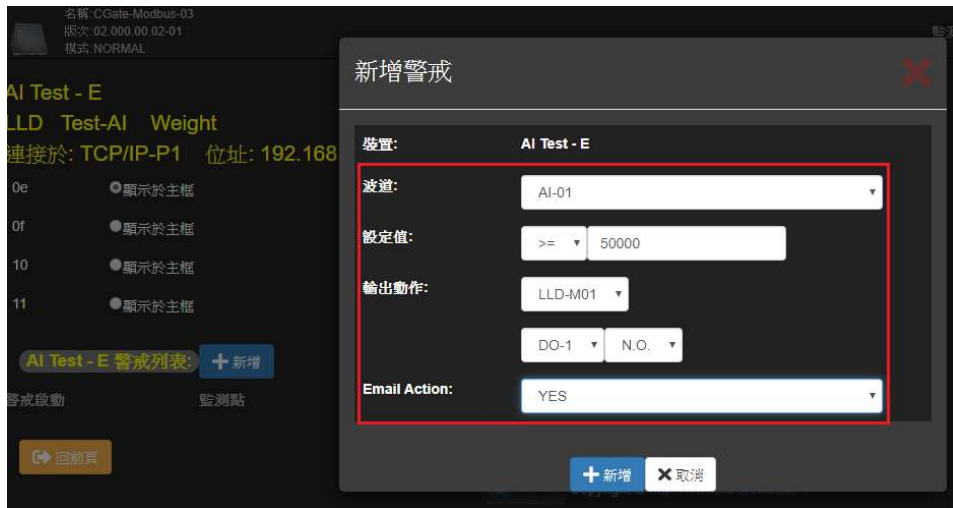 名稱:CGate-Modbus-03
版次:02.000.00.02-01
模式:NORMAL
AI Test - E
LLD Test-AI Weight
連接於: TCP/IP-P1 位址: 192.168
0e 顯示於主框
0f 顯示於主框
10 顯示於主框
11 顯示於主框
AI Test - E 警戒列表: 新增
警戒啟動 監測點
回前頁
新增警戒
裝置: AI Test - E
波道: AI-01
設定值: >= 50000
輸出動作: LLD-M01
DO-1 N.O.
Email Action: YES
新增 取消